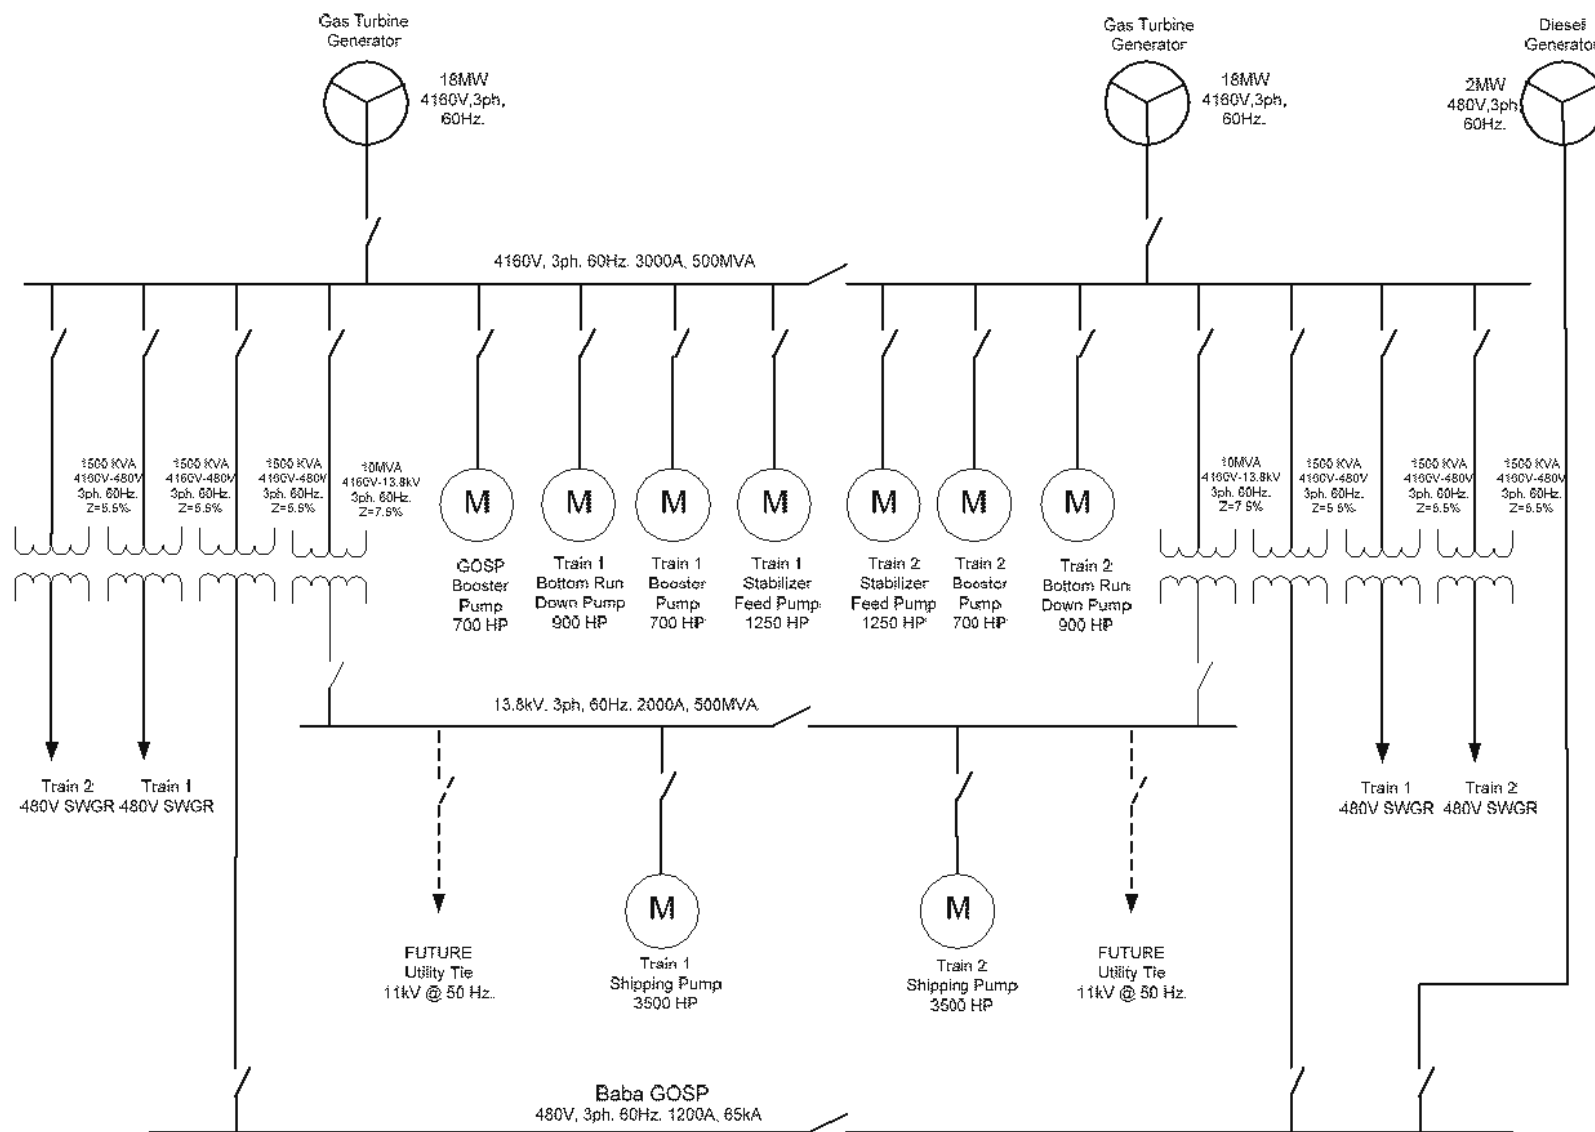 Gas Turbine
Generator
18MW
4160V,3ph,
60Hz.
Gas Turbine
Generator
18MW
4160V,3ph,
60Hz.
Diesel
Generator
2MW
480V,3ph
60Hz.
4160V, 3ph. 60Hz. 3000A, 500MVA
1500 KVA
4160V-480V
3ph. 60Hz.
Z=5.5%
1500 KVA
4160V-480V
3ph. 60Hz.
Z=5.5%
1500 KVA
4160V-480V
3ph. 60Hz.
Z=5.5%
10MVA
4160V-13.8kV
3ph. 60Hz.
Z=7.5%
M
GOSP
Booster
Pump
700 HP
M
Train 1
Bottom Run
Down Pump
900 HP
M
Train 1
Booster
Pump
700 HP
M
Train 1
Stabilizer
Feed Pump
1250 HP
M
Train 2
Stabilizer
Feed Pump
1250 HP
M
Train 2
Booster
Pump
700 HP
M
Train 2
Bottom Run
Down Pump
900 HP
10MVA
4160V-13.8kV
3ph. 60Hz.
Z=7.5%
1500 KVA
4160V-480V
3ph. 60Hz.
Z=5.5%
1500 KVA
4160V-480V
3ph. 60Hz.
Z=5.5%
1500 KVA
4160V-480V
3ph. 60Hz.
Z=5.5%
13.8kV. 3ph, 60Hz. 2000A, 500MVA
Train 2
480V SWGR
Train 1
480V SWGR
Train 1
480V SWGR
Train 2
480V SWGR
FUTURE
Utility Tie
11kV @ 50 Hz.
M
Train 1
Shipping Pump
3500 HP
M
Train 2
Shipping Pump
3500 HP
FUTURE
Utility Tie
11kV @ 50 Hz.
Baba GOSP
480V, 3ph. 60Hz. 1200A, 65kA